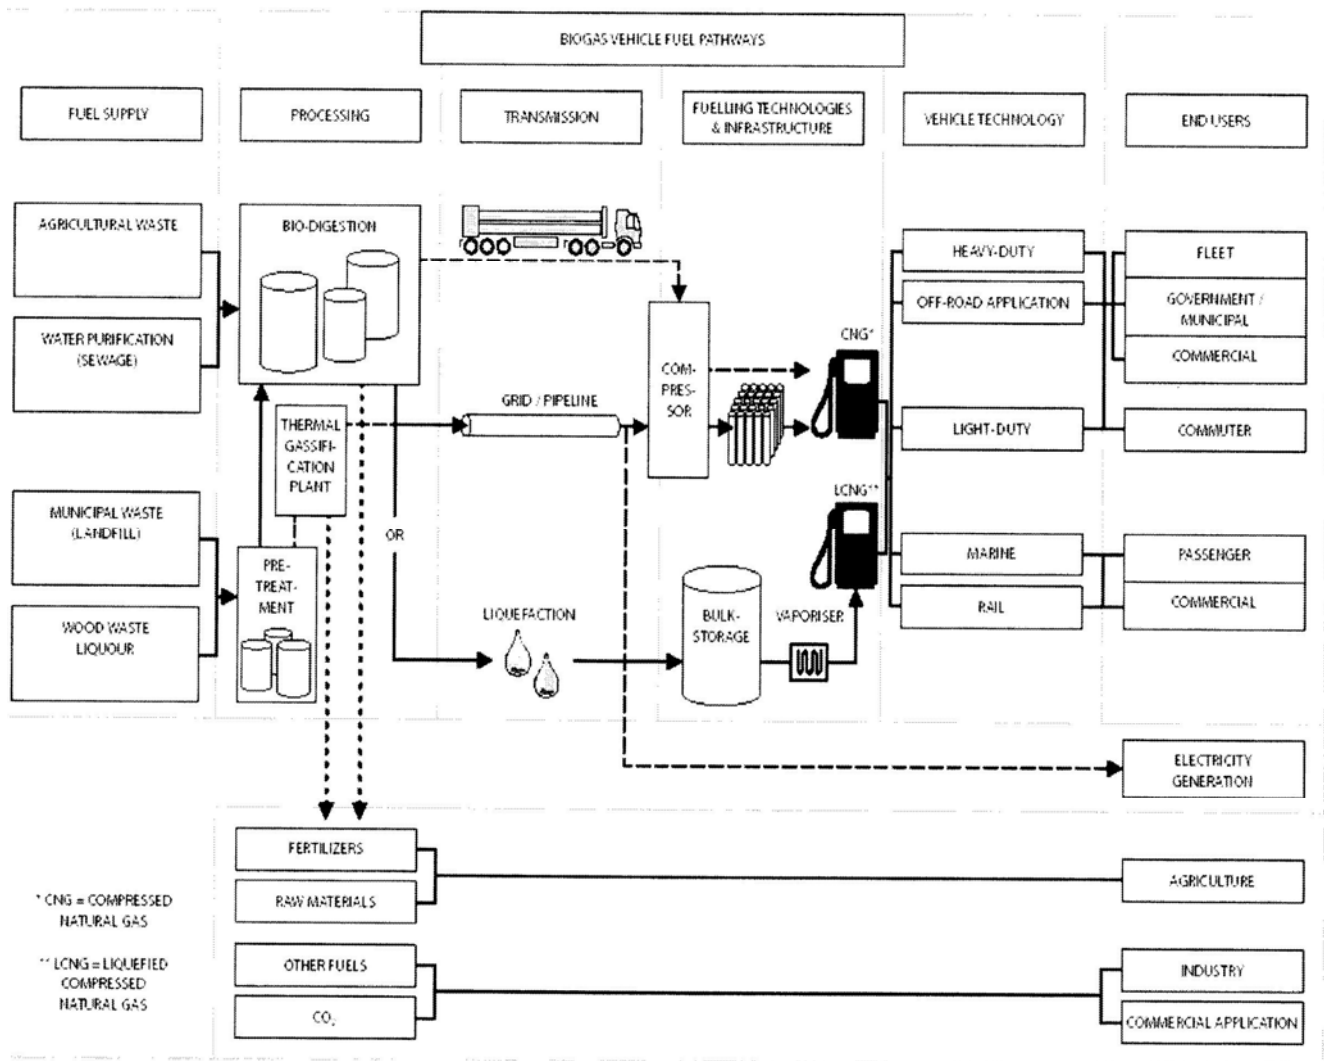 BIOGAS VEHICLE FUEL PATHWAYS
FUEL SUPPLY
PROCESSING
TRANSMISSION
FUELLING TECHNOLOGIES
& INFRASTRUCTURE
VEHICLE TECHNOLOGY
END USERS
AGRICULTURAL WASTE
WATER PURIFICATION
(SEWAGE)
MUNICIPAL WASTE
(LANDFILL)
WOOD WASTE
LIQUOUR
BIO-DIGESTION
THERMAL
GASSIFI-
CATION
PLANT
PRE-
TREAT-
MENT
OR
GRID / PIPELINE
LIQUEFACTION
COM-
PRES-
SOR
BULK-
STORAGE
VAPORISER
CNG*
LCNG**
HEAVY-DUTY
OFF-ROAD APPLICATION
LIGHT-DUTY
MARINE
RAIL
FLEET
GOVERNMENT /
MUNICIPAL
COMMERCIAL
COMMUTER
PASSENGER
COMMERCIAL
ELECTRICITY
GENERATION
FERTILIZERS
RAW MATERIALS
AGRICULTURE
OTHER FUELS
CO₂
INDUSTRY
COMMERCIAL APPLICATION
* CNG = COMPRESSED
NATURAL GAS
** LCNG = LIQUEFIED
COMPRESSED
NATURAL GAS